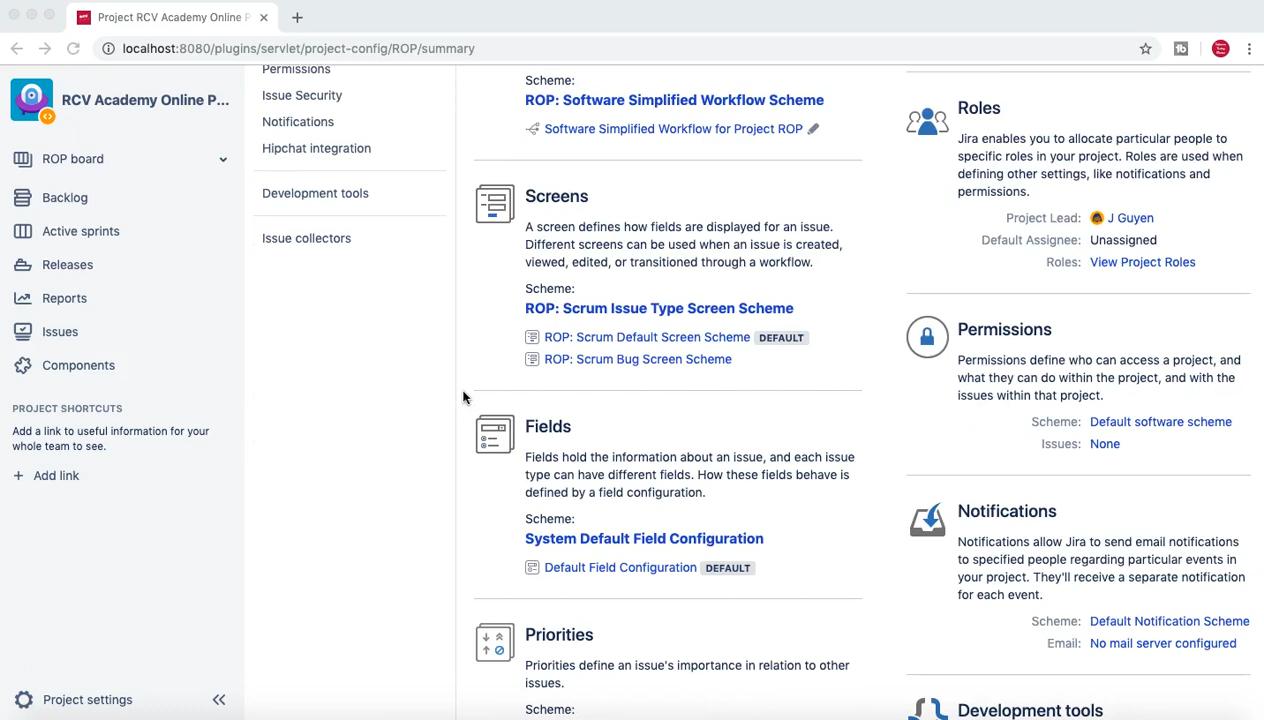 Project RCV Academy Online P
localhost:8080/plugins/servlet/project-config/ROP/summary
RCV Academy Online P...
ROP board
Backlog
Active sprints
Releases
Reports
Issues
Components
PROJECT SHORTCUTS
Add a link to useful information for your
whole team to see.
+ Add link
Project settings
Permissions
Issue Security
Notifications
Hipchat integration
Development tools
Issue collectors
Scheme:
ROP: Software Simplified Workflow Scheme
Software Simplified Workflow for Project ROP
Screens
A screen defines how fields are displayed for an issue.
Different screens can be used when an issue is created,
viewed, edited, or transitioned through a workflow.
Scheme:
ROP: Scrum Issue Type Screen Scheme
ROP: Scrum Default Screen Scheme DEFAULT
ROP: Scrum Bug Screen Scheme
Fields
Fields hold the information about an issue, and each issue
type can have different fields. How these fields behave is
defined by a field configuration.
Scheme:
System Default Field Configuration
Default Field Configuration DEFAULT
Priorities
Priorities define an issue's importance in relation to other
issues.
Scheme:
Roles
Jira enables you to allocate particular people to
specific roles in your project. Roles are used when
defining other settings, like notifications and
permissions.
Project Lead: J Guyen
Default Assignee: Unassigned
Roles: View Project Roles
Permissions
Permissions define who can access a project, and
what they can do within the project, and with the
issues within that project.
Scheme: Default software scheme
Issues: None
Notifications
Notifications allow Jira to send email notifications
to specified people regarding particular events in
your project. They'll receive a separate notification
for each event.
Scheme: Default Notification Scheme
Email: No mail server configured
Development tools